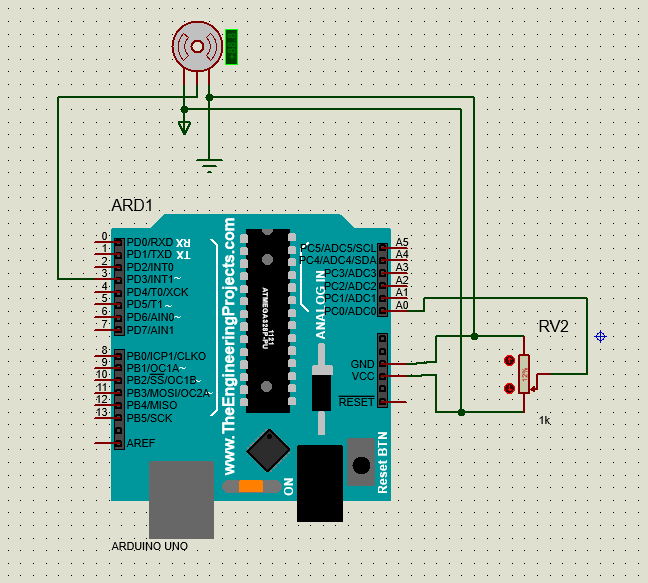 ARD1
0 PD0/RXD RX
1 PD1/TXD TX
2 PD2/INT0
3 PD3/INT1~
4 PD4/T0/XCK
5 PD5/T1~
6 PD6/AIN0~
7 PD7/AIN1
8 PB0/ICP1/CLKO
9 PB1/OC1A~
10 PB2/SS/OC1B~
11 PB3/MOSI/OC2A~
12 PB4/MISO
13 PB5/SCK
AREF
www.TheEngineeringProjects.com
ATMEGA328P-PU
1121
ANALOG IN
PC5/ADC5/SCL A5
PC4/ADC4/SDA A4
PC3/ADC3 A3
PC2/ADC2 A2
PC1/ADC1 A1
PC0/ADC0 A0
GND
VCC
RESET
ON
Reset BTN
ARDUINO UNO
RV2
12%
1k